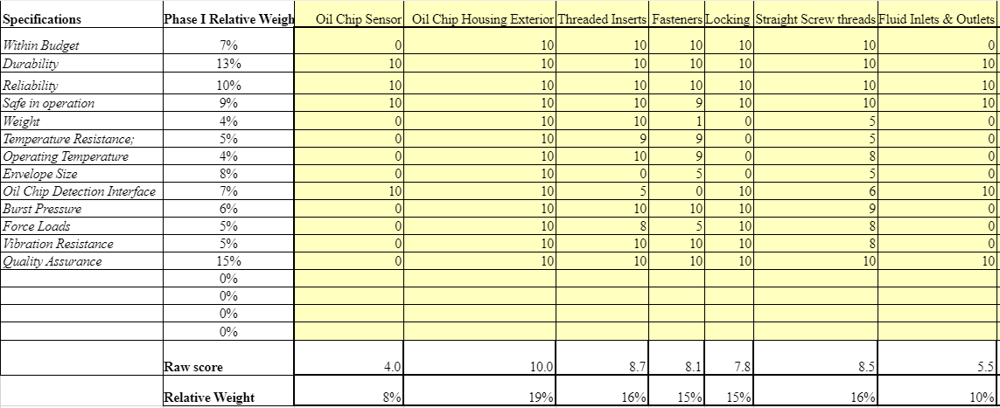 Specifications Phase I Relative Weigh Oil Chip Sensor Oil Chip Housing Exterior Threaded Inserts Fasteners Locking Straight Screw threads Fluid Inlets & Outlets
Within Budget 7% 0 10 10 10 10 10 0
Durability 13% 10 10 10 10 10 10 10
Reliability 10% 10 10 10 10 10 10 10
Safe in operation 9% 10 10 10 9 10 10 10
Weight 4% 0 10 10 1 0 5 0
Temperature Resistance; 5% 0 10 9 9 0 5 0
Operating Temperature 4% 0 10 10 9 0 8 0
Envelope Size 8% 0 10 0 5 0 5 0
Oil Chip Detection Interface 7% 10 10 5 0 10 6 10
Burst Pressure 6% 0 10 10 10 10 9 0
Force Loads 5% 0 10 8 5 10 8 0
Vibration Resistance 5% 0 10 10 10 10 8 0
Quality Assurance 15% 0 10 10 10 10 10 10
0%
0%
0%
0%
Raw score 4.0 10.0 8.7 8.1 7.8 8.5 5.5
Relative Weight 8% 19% 16% 15% 15% 16% 10%